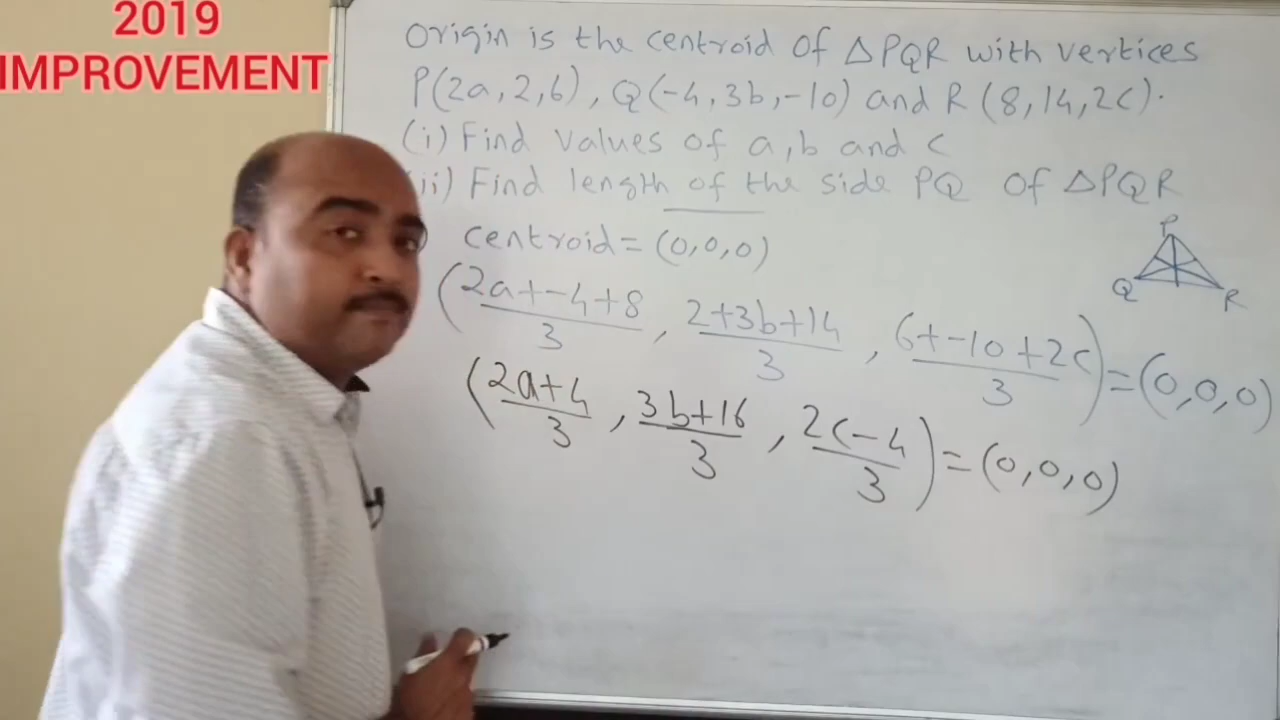 2019
IMPROVEMENT
Origin is the centroid of △PQR with vertices
P(2a, 2, 6), Q(-4, 3b, -10) and R (8, 14, 2c).
(i) Find values of a, b and c
(ii) Find length of the side PQ of △PQR
centroid = (0,0,0)
P
Q
R
(2a+-4+8/3, 2+3b+14/3, 6+-10+2c/3) = (0,0,0)
(2a+4/3, 3b+16/3, 2c-4/3) = (0,0,0)